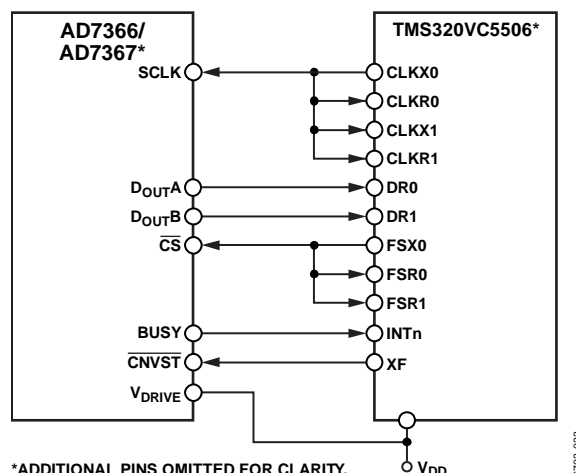 AD7366/
AD7367*
TMS320VC5506*
SCLK
CLKX0
CLKR0
CLKX1
CLKR1
DOUTA
DR0
DOUTB
DR1
CS
FSX0
FSR0
FSR1
BUSY
INTn
CNVST
XF
VDRIVE
VDD
*ADDITIONAL PINS OMITTED FOR CLARITY.